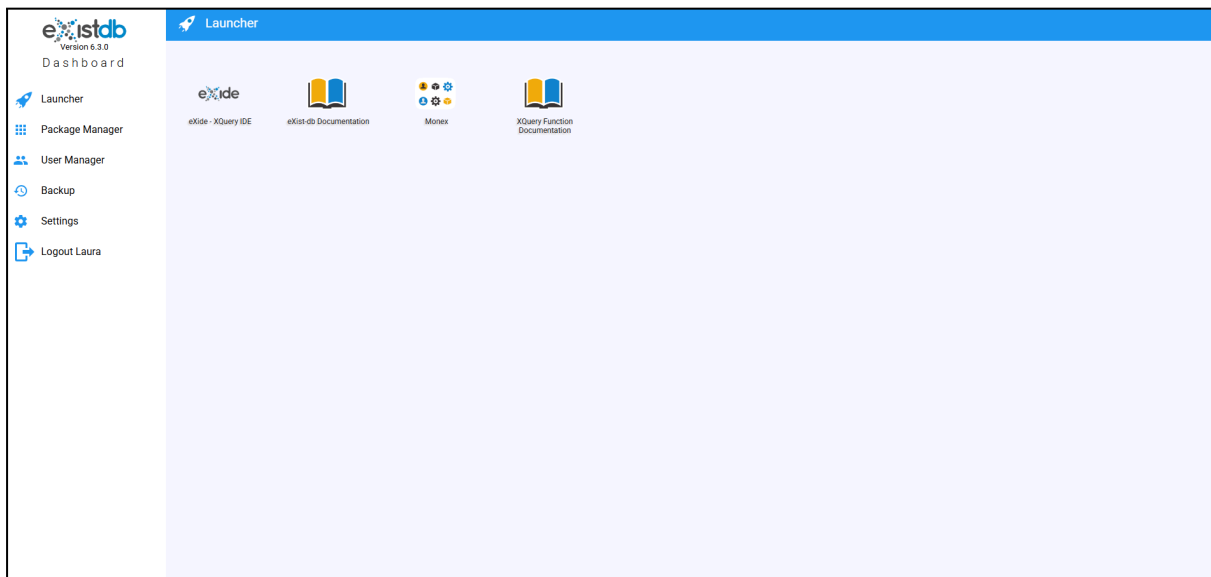 eXistdb
Version 6.3.0
Dashboard
Launcher
Package Manager
User Manager
Backup
Settings
Logout Laura
Launcher
eXide
eXide - XQuery IDE
eXist-db Documentation
Monex
XQuery Function
Documentation